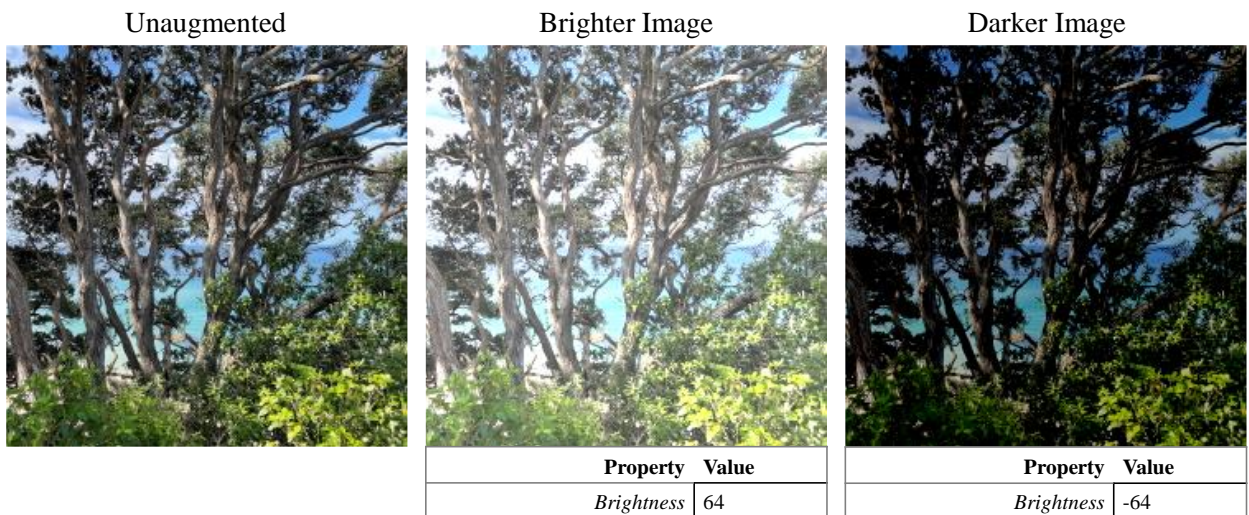 Unaugmented
Brighter Image
Darker Image
Property Value
Brightness 64
Property Value
Brightness -64